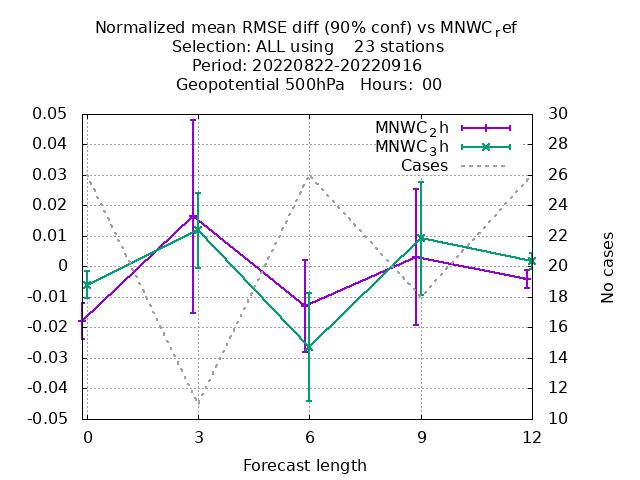 Normalized mean RMSE diff (90% conf) vs MNWC_ref
Selection: ALL using    23 stations
Period: 20220822-20220916
Geopotential 500hPa   Hours:  00
MNWC_2h
MNWC_3h
Cases
0.05
0.04
0.03
0.02
0.01
0
-0.01
-0.02
-0.03
-0.04
-0.05
30
28
26
24
22
20
18
16
14
12
10
No cases
0 3 6 9 12
Forecast length